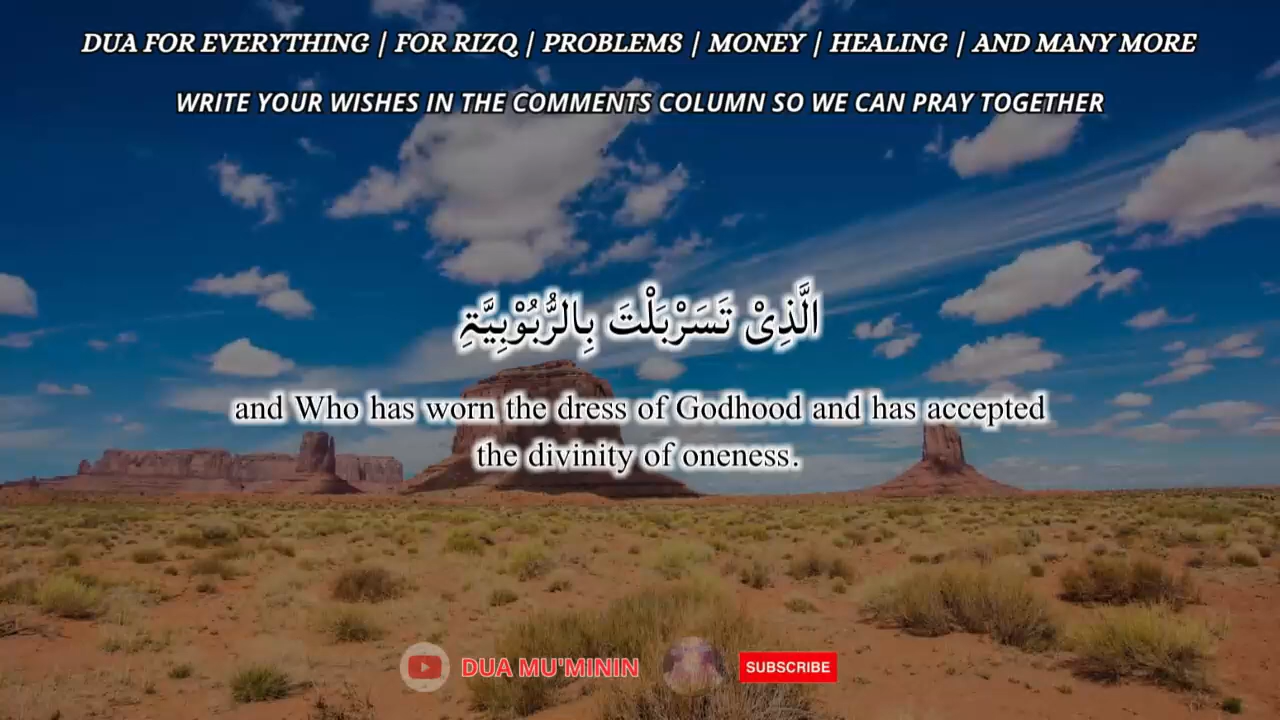 DUA FOR EVERYTHING | FOR RIZQ | PROBLEMS | MONEY | HEALING | AND MANY MORE
WRITE YOUR WISHES IN THE COMMENTS COLUMN SO WE CAN PRAY TOGETHER
الَّذِیْ تَسَرْبَلْتَ بِالرُّبُوْبِیَّۃِ
and Who has worn the dress of Godhood and has accepted
the divinity of oneness.
DUA MU'MININ
SUBSCRIBE